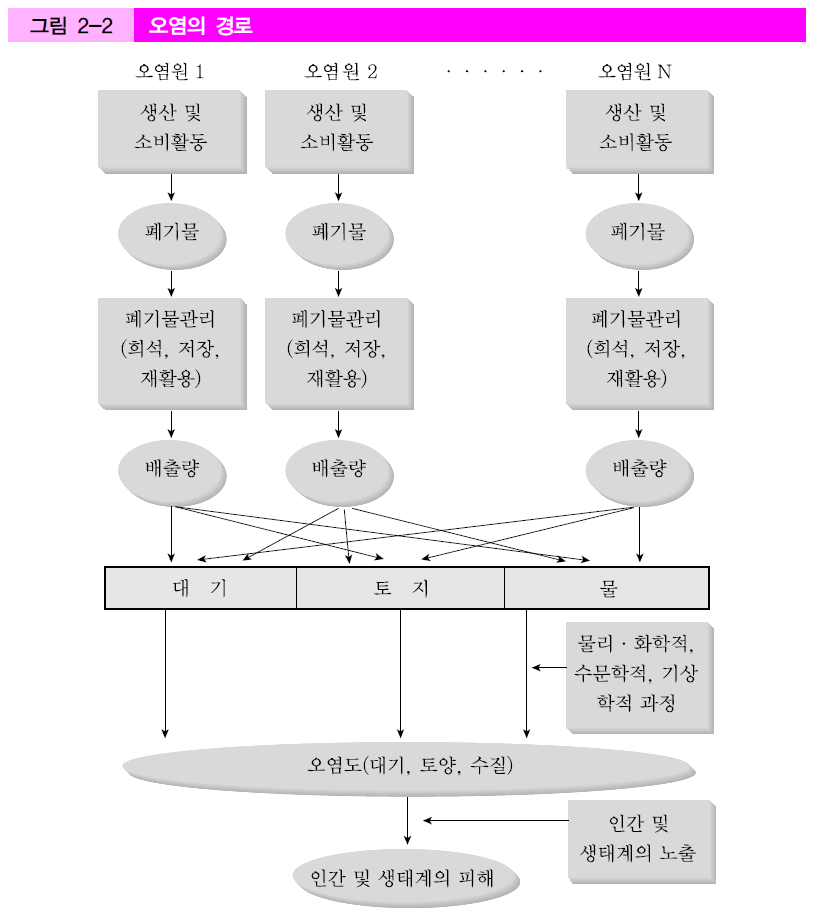 그림 2-2 오염의 경로
오염원 1 오염원 2 · · · · · · 오염원 N
생산 및
소비활동
생산 및
소비활동
생산 및
소비활동
폐기물
폐기물
폐기물
폐기물관리
(희석, 저장,
재활용)
폐기물관리
(희석, 저장,
재활용)
폐기물관리
(희석, 저장,
재활용)
배출량
배출량
배출량
대 기
토 지
물
물리 · 화학적,
수문학적, 기상
학적 과정
오염도(대기, 토양, 수질)
인간 및
생태계의 노출
인간 및 생태계의 피해